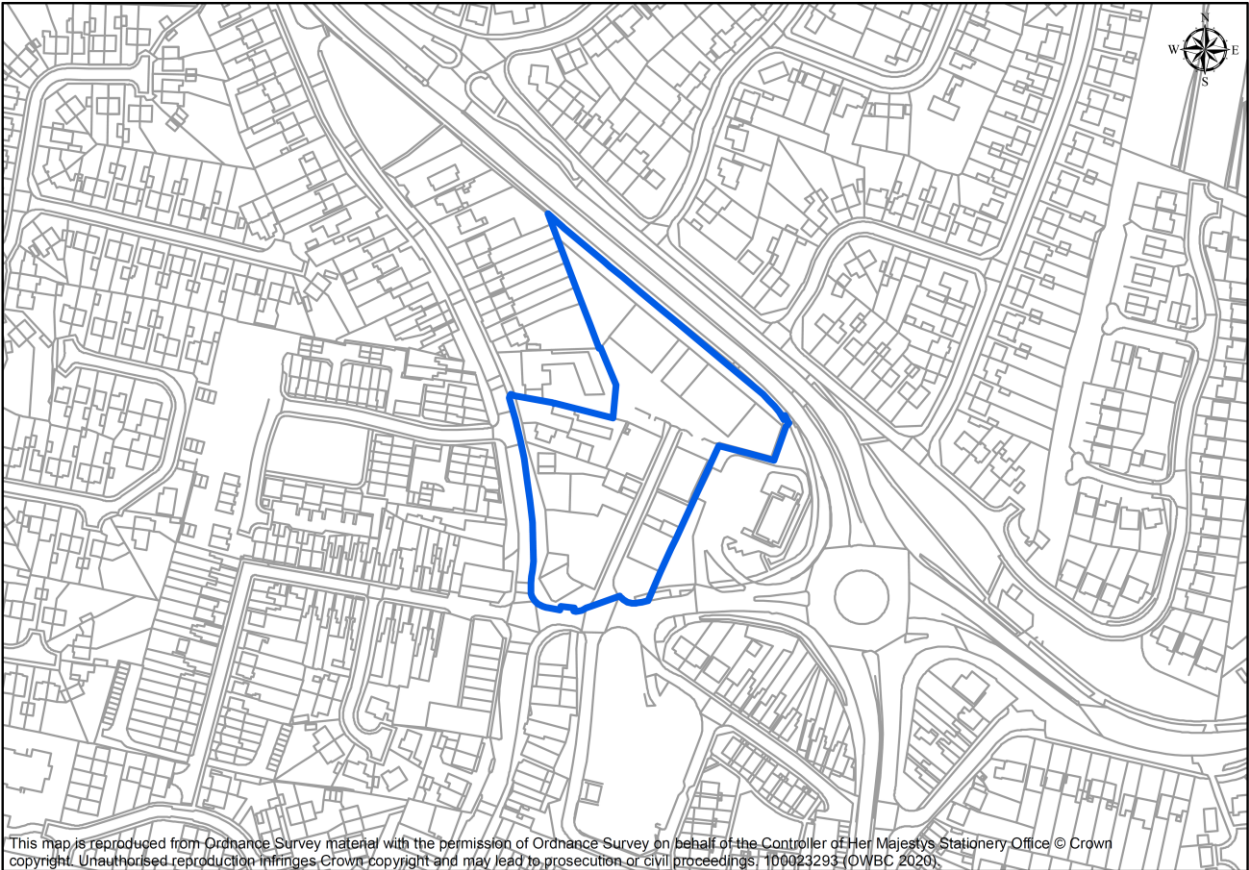 N
W E
S
This map is reproduced from Ordnance Survey material with the permission of Ordnance Survey on behalf of the Controller of Her Majestys Stationery Office © Crown
copyright. Unauthorised reproduction infringes Crown copyright and may lead to prosecution or civil proceedings. 100023293 (OWBC 2020)